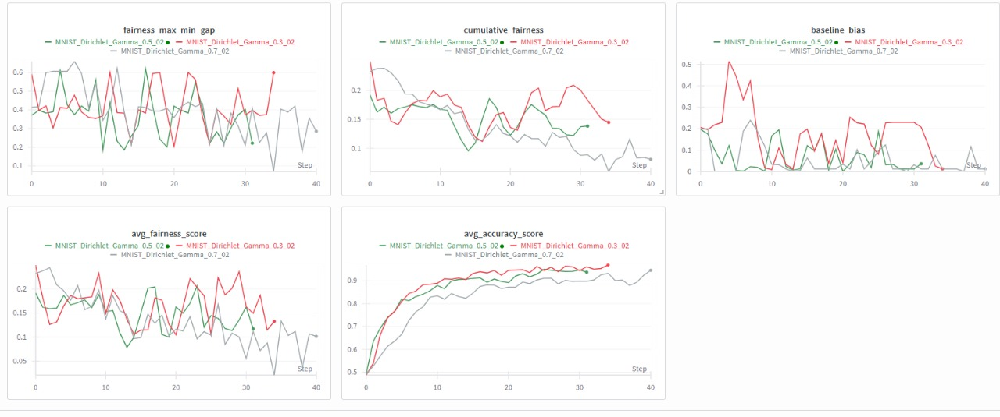 fairness_max_min_gap
MNIST_Dirichlet_Gamma_0.5_02 MNIST_Dirichlet_Gamma_0.3_02
MNIST_Dirichlet_Gamma_0.7_02
0.6
0.5
0.4
0.3
0.2
0.1
Step
0 10 20 30 40
cumulative_fairness
MNIST_Dirichlet_Gamma_0.5_02 MNIST_Dirichlet_Gamma_0.3_02
MNIST_Dirichlet_Gamma_0.7_02
0.2
0.15
0.1
Step
0 10 20 30 40
baseline_bias
MNIST_Dirichlet_Gamma_0.5_02 MNIST_Dirichlet_Gamma_0.3_02
MNIST_Dirichlet_Gamma_0.7_02
0.5
0.4
0.3
0.2
0.1
0
Step
0 10 20 30 40
avg_fairness_score
MNIST_Dirichlet_Gamma_0.5_02 MNIST_Dirichlet_Gamma_0.3_02
MNIST_Dirichlet_Gamma_0.7_02
0.2
0.15
0.1
0.05
Step
0 10 20 30 40
avg_accuracy_score
MNIST_Dirichlet_Gamma_0.5_02 MNIST_Dirichlet_Gamma_0.3_02
MNIST_Dirichlet_Gamma_0.7_02
0.9
0.8
0.7
0.6
0.5
Step
0 10 20 30 40